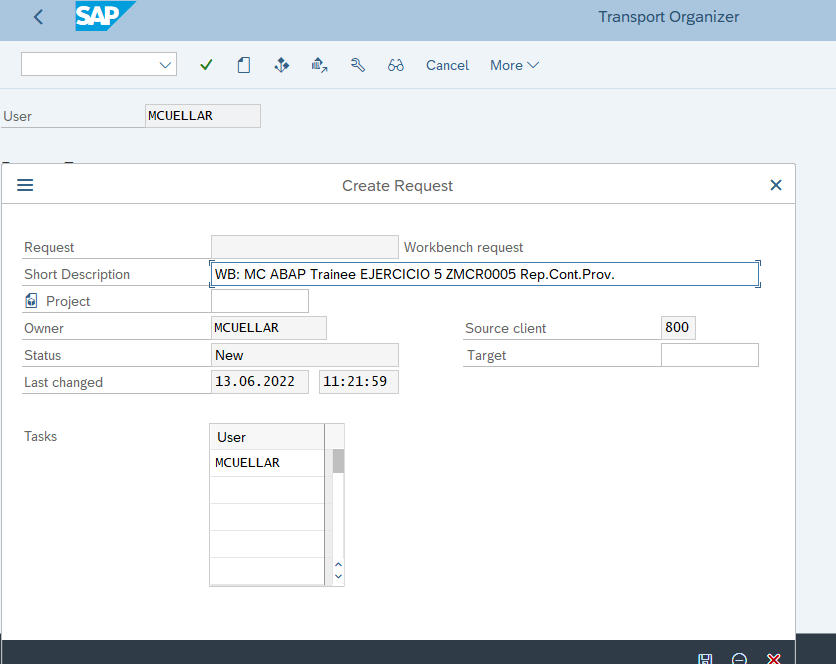 SAP
Transport Organizer
Cancel More
User MCUELLAR
Create Request
Request Workbench request
Short Description WB: MC ABAP Trainee EJERCICIO 5 ZMCR0005 Rep.Cont.Prov.
Project
Owner MCUELLAR Source client 800
Status New Target
Last changed 13.06.2022 11:21:59
Tasks User
MCUELLAR